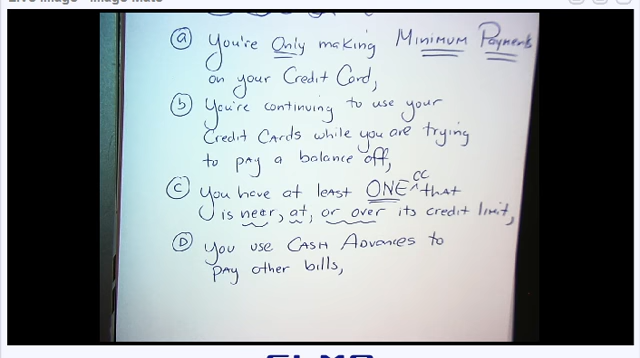 (a) You're Only making MINIMUM Payments
on your Credit Card,
(b) You're continuing to use your
Credit Cards while you are trying
to pay a balance off,
(c) You have at least ONE ^CC that
is near, at, or over its credit limit,
(D) You use CASH Advances to
pay other bills,